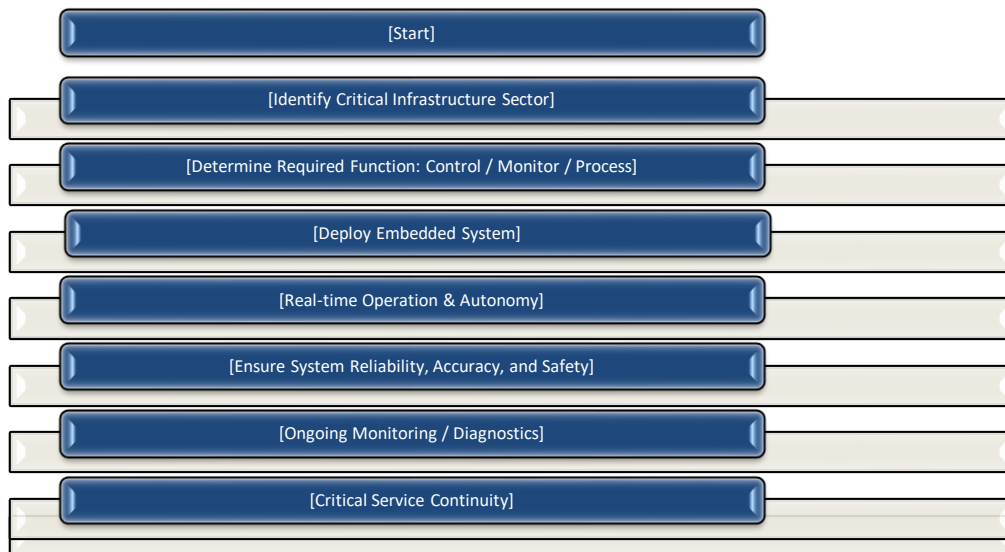 [Start]
[Identify Critical Infrastructure Sector]
[Determine Required Function: Control / Monitor / Process]
[Deploy Embedded System]
[Real-time Operation & Autonomy]
[Ensure System Reliability, Accuracy, and Safety]
[Ongoing Monitoring / Diagnostics]
[Critical Service Continuity]